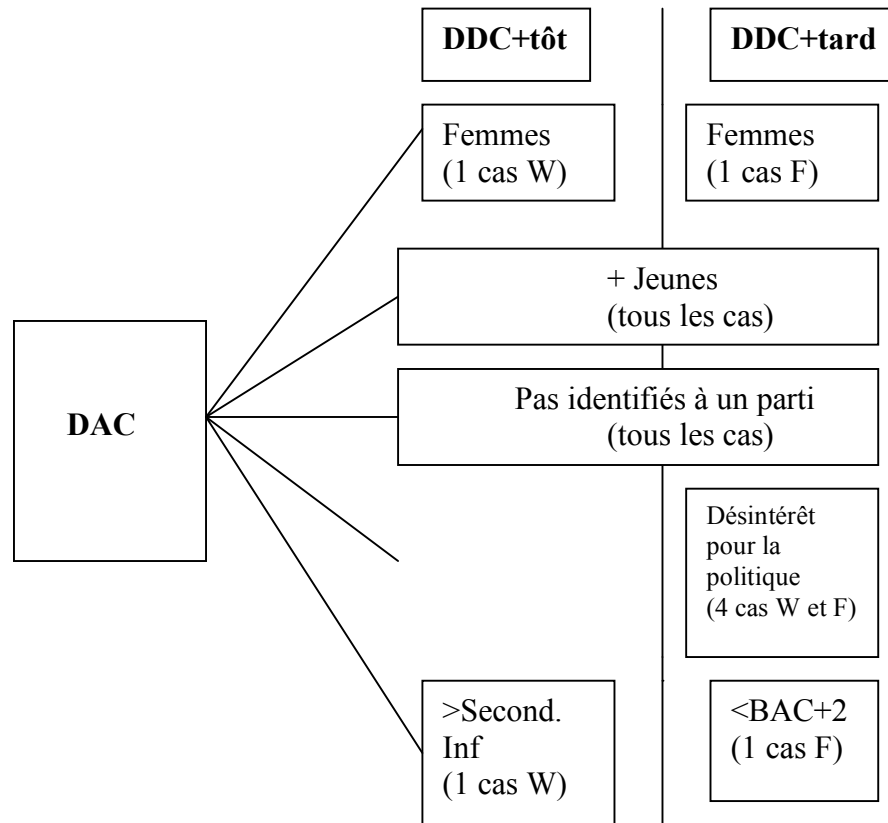 DDC+tôt
DDC+tard
Femmes
(1 cas W)
Femmes
(1 cas F)
+ Jeunes
(tous les cas)
DAC
Pas identifiés à un parti
(tous les cas)
Désintérêt
pour la
politique
(4 cas W et F)
>Second.
Inf
(1 cas W)
<BAC+2
(1 cas F)